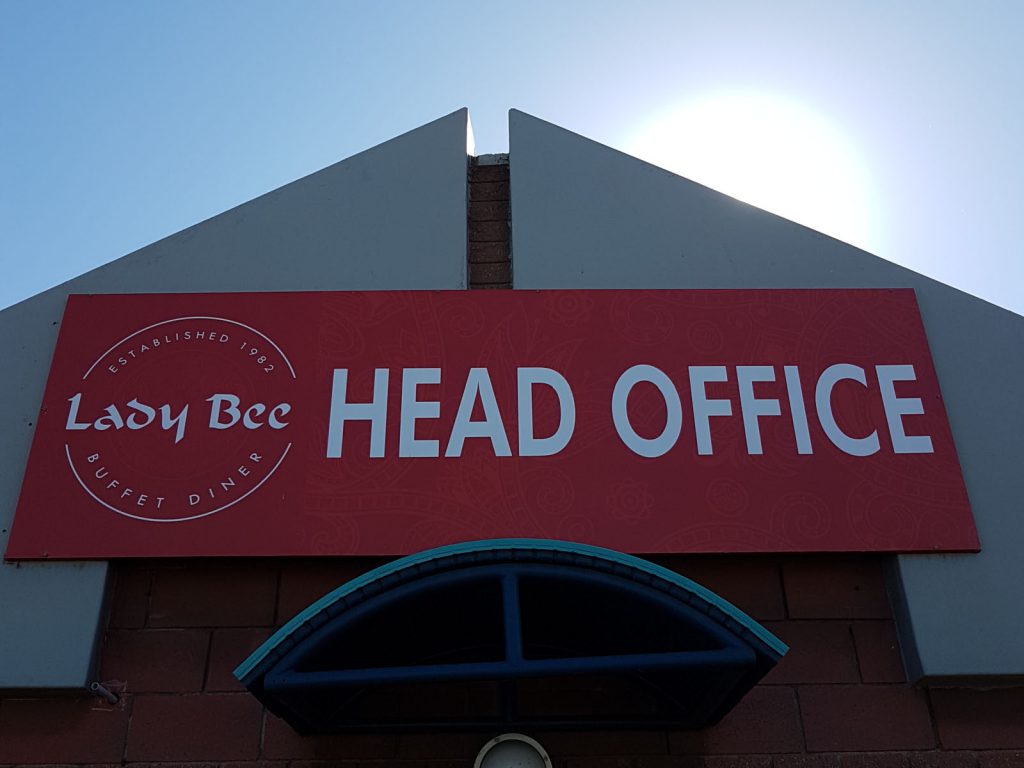 ESTABLISHED 1982
Lady Bee
BUFFET DINER
HEAD OFFICE